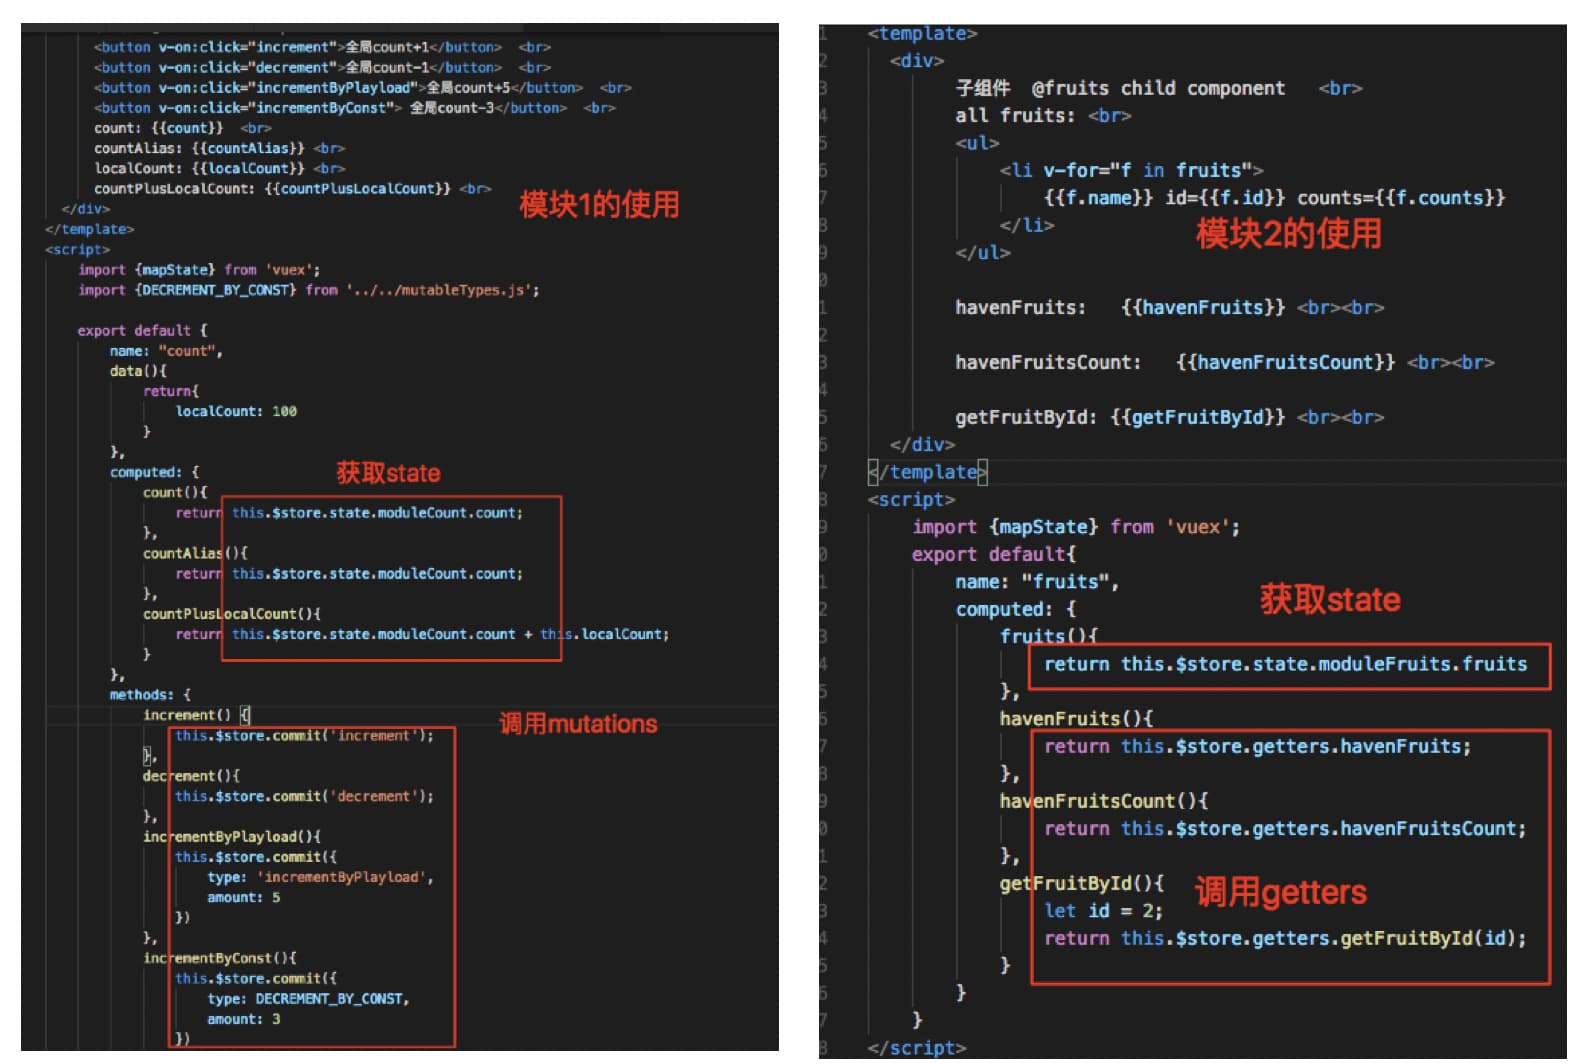 <button v-on:click="increment">全局count+1</button>  <br>
<button v-on:click="decrement">全局count-1</button>  <br>
<button v-on:click="incrementByPlayload">全局count+5</button>  <br>
<button v-on:click="incrementByConst"> 全局count-3</button>  <br>
count: {{count}}  <br>
countAlias: {{countAlias}} <br>
localCount: {{localCount}} <br>
countPlusLocalCount: {{countPlusLocalCount}} <br>
模块1的使用
</div>
</template>
<script>
import {mapState} from 'vuex';
import {DECREMENT_BY_CONST} from '../../mutableTypes.js';
export default {
name: "count",
data(){
return{
localCount: 100
}
},
computed: {
获取state
count(){
return this.$store.state.moduleCount.count;
},
countAlias(){
return this.$store.state.moduleCount.count;
},
countPlusLocalCount(){
return this.$store.state.moduleCount.count + this.localCount;
}
},
methods: {
increment() {
调用mutations
this.$store.commit('increment');
},
decrement(){
this.$store.commit('decrement');
},
incrementByPlayload(){
this.$store.commit({
type: 'incrementByPlayload',
amount: 5
})
},
incrementByConst(){
this.$store.commit({
type: DECREMENT_BY_CONST,
amount: 3
})
<template>
<div>
子组件  @fruits child component   <br>
all fruits: <br>
<ul>
<li v-for="f in fruits">
{{f.name}} id={{f.id}} counts={{f.counts}}
</li>
模块2的使用
</ul>
havenFruits:   {{havenFruits}} <br><br>
havenFruitsCount:   {{havenFruitsCount}} <br><br>
getFruitById: {{getFruitById}} <br><br>
</div>
</template>
<script>
import {mapState} from 'vuex';
export default{
name: "fruits",
computed: {
获取state
fruits(){
return this.$store.state.moduleFruits.fruits
},
havenFruits(){
return this.$store.getters.havenFruits;
},
havenFruitsCount(){
return this.$store.getters.havenFruitsCount;
},
getFruitById(){
调用getters
let id = 2;
return this.$store.getters.getFruitById(id);
}
}
}
</script>